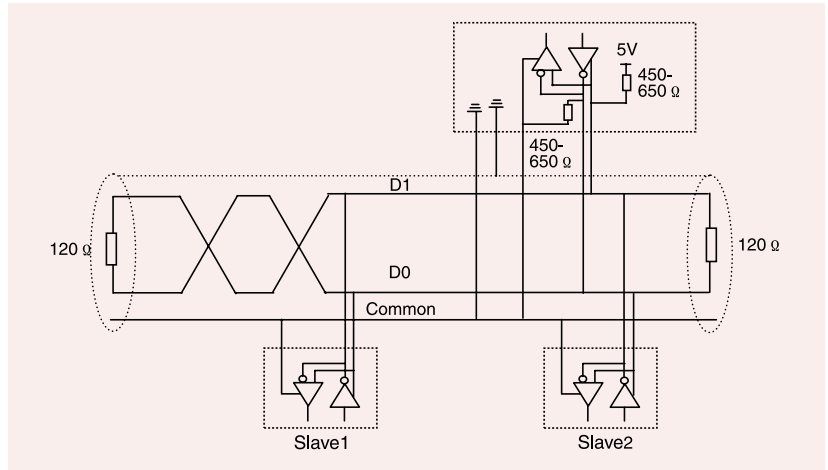 5V
450-
650 Ω
450-
650 Ω
D1
120 Ω
120 Ω
D0
Common
Slave1
Slave2